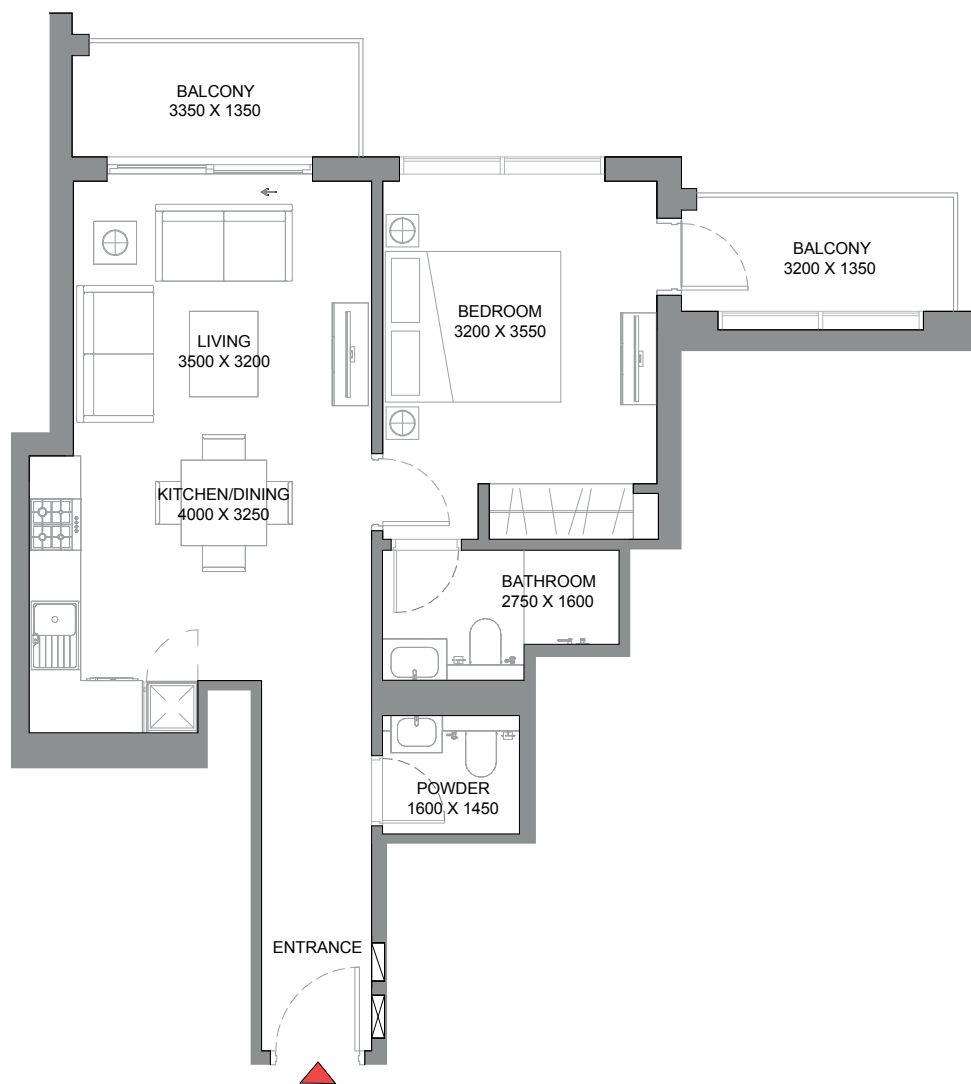 BALCONY
3350 X 1350
BALCONY
3200 X 1350
BEDROOM
3200 X 3550
LIVING
3500 X 3200
KITCHEN/DINING
4000 X 3250
BATHROOM
2750 X 1600
POWDER
1600 X 1450
ENTRANCE